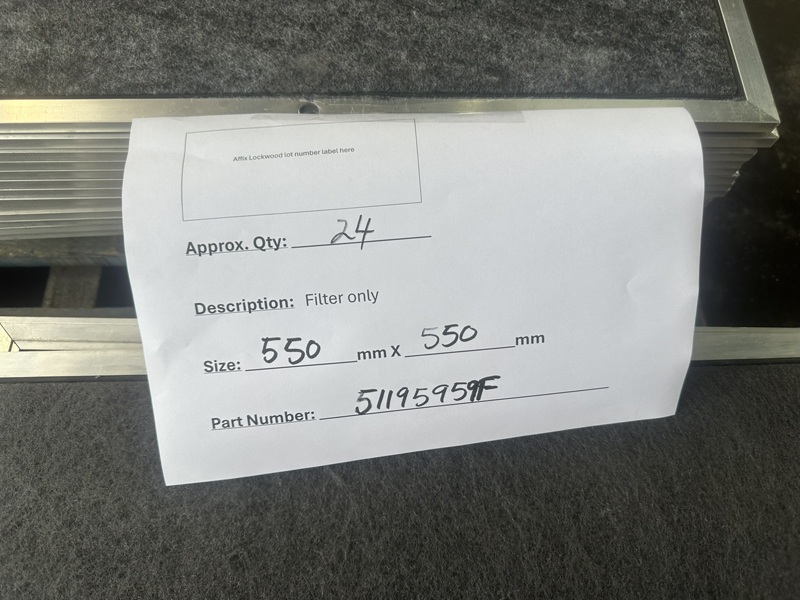 Affix Lockwood lot number label here
Approx. Qty: 24
Description: Filter only
Size: 550 mm X 550 mm
Part Number: 51195959F